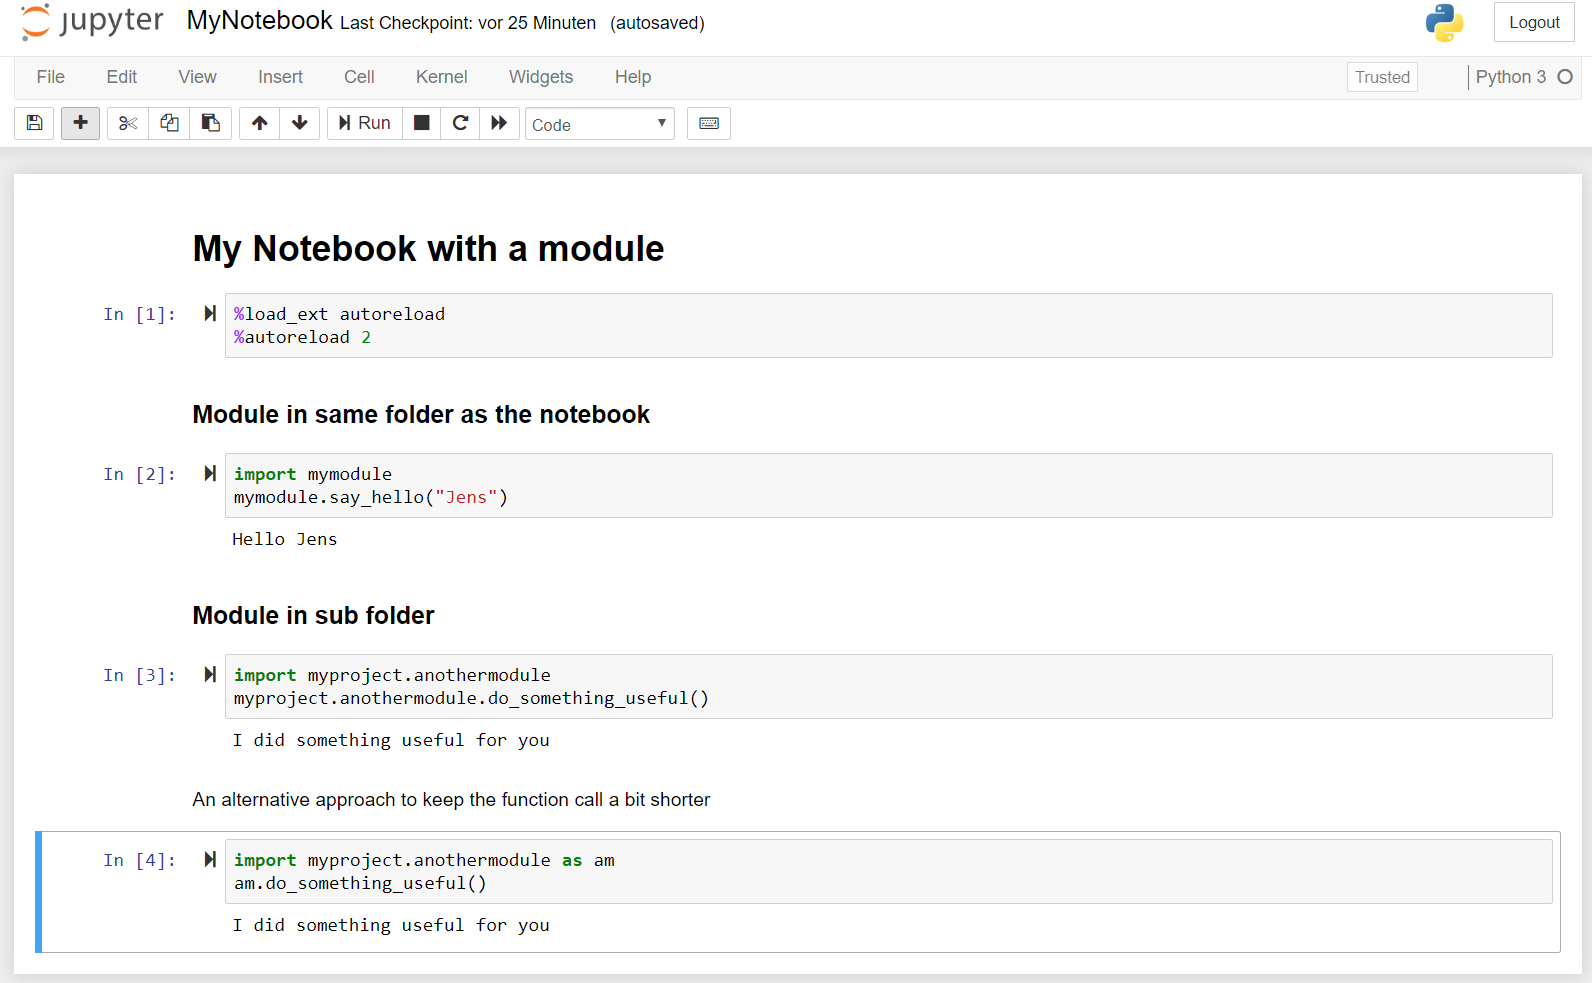 jupyter MyNotebook Last Checkpoint: vor 25 Minuten (autosaved) Logout
File Edit View Insert Cell Kernel Widgets Help Trusted Python 3
Run Code
My Notebook with a module
In [1]: %load_ext autoreload
%autoreload 2
Module in same folder as the notebook
In [2]: import mymodule
mymodule.say_hello("Jens")
Hello Jens
Module in sub folder
In [3]: import myproject.anothermodule
myproject.anothermodule.do_something_useful()
I did something useful for you
An alternative approach to keep the function call a bit shorter
In [4]: import myproject.anothermodule as am
am.do_something_useful()
I did something useful for you